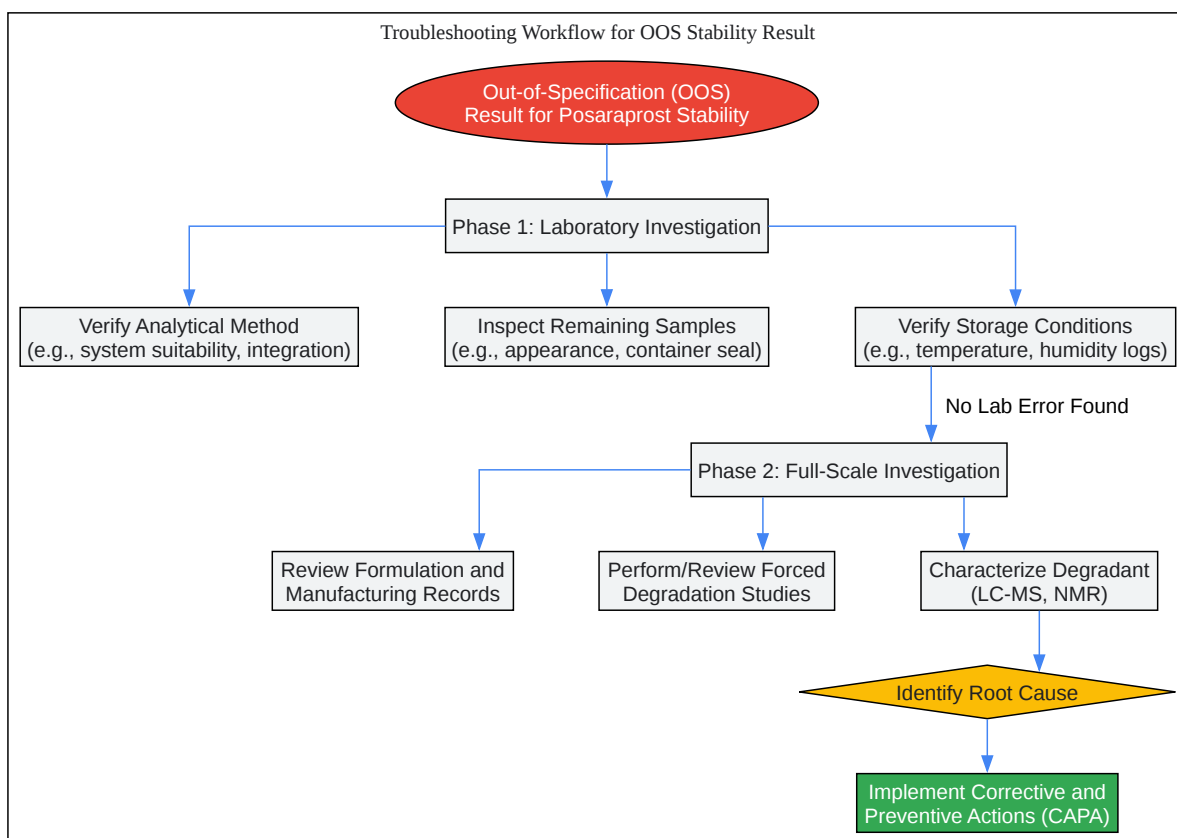 Troubleshooting Workflow for OOS Stability Result
Out-of-Specification (OOS)
Result for Posaraprost Stability
Phase 1: Laboratory Investigation
Verify Analytical Method
(e.g., system suitability, integration)
Inspect Remaining Samples
(e.g., appearance, container seal)
Verify Storage Conditions
(e.g., temperature, humidity logs)
No Lab Error Found
Phase 2: Full-Scale Investigation
Review Formulation and
Manufacturing Records
Perform/Review Forced
Degradation Studies
Characterize Degradant
(LC-MS, NMR)
Identify Root Cause
Implement Corrective and
Preventive Actions (CAPA)